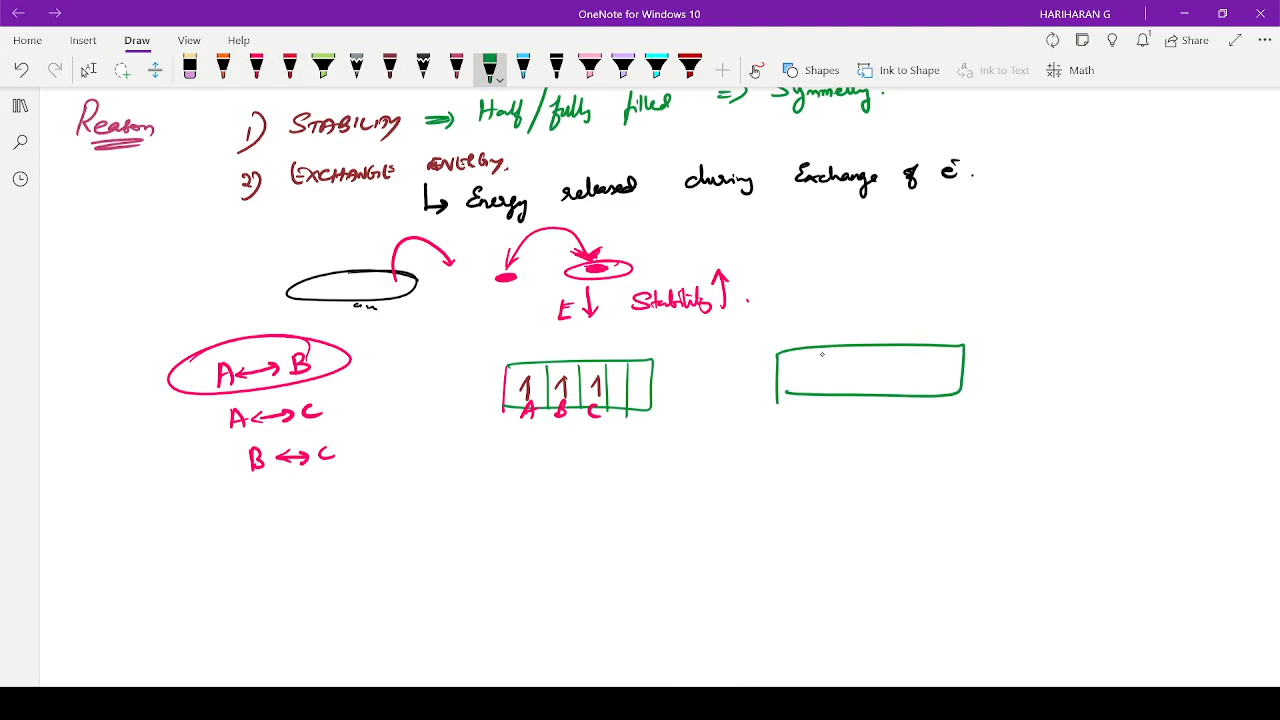 OneNote for Windows 10
HARIHARAN G
Home Insert Draw View Help
Share
Shapes Ink to Shape Ink to Text Math
Reason
1) STABILITY ⇒ Half/fully filled ⇒ Symmetry.
2) EXCHANGE ENERGY.
↳ Energy released during Exchange of e⁻.
E↓ Stability ↑.
A↔B
A B C
A↔C
B↔C